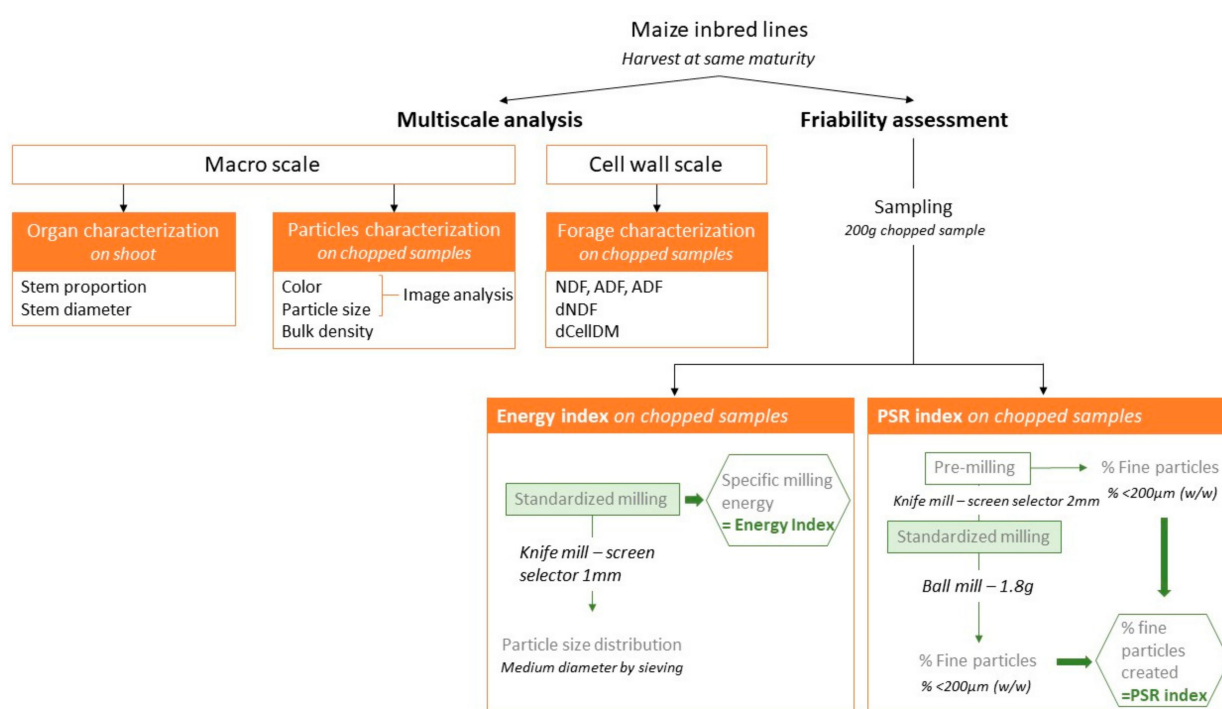 Maize inbred lines
Harvest at same maturity
Multiscale analysis
Friability assessment
Macro scale
Cell wall scale
Organ characterization
on shoot
Particles characterization
on chopped samples
Forage characterization
on chopped samples
Sampling
200g chopped sample
Stem proportion
Stem diameter
Color
Particle size
Image analysis
Bulk density
NDF, ADF, ADF
dNDF
dCellDM
Energy index on chopped samples
Standardized milling
Specific milling
energy
= Energy Index
Knife mill – screen
selector 1mm
Particle size distribution
Medium diameter by sieving
PSR index on chopped samples
Pre-milling
% Fine particles
% <200µm (w/w)
Knife mill – screen selector 2mm
Standardized milling
Ball mill – 1.8g
% Fine particles
% <200µm (w/w)
% fine
particles
created
=PSR index